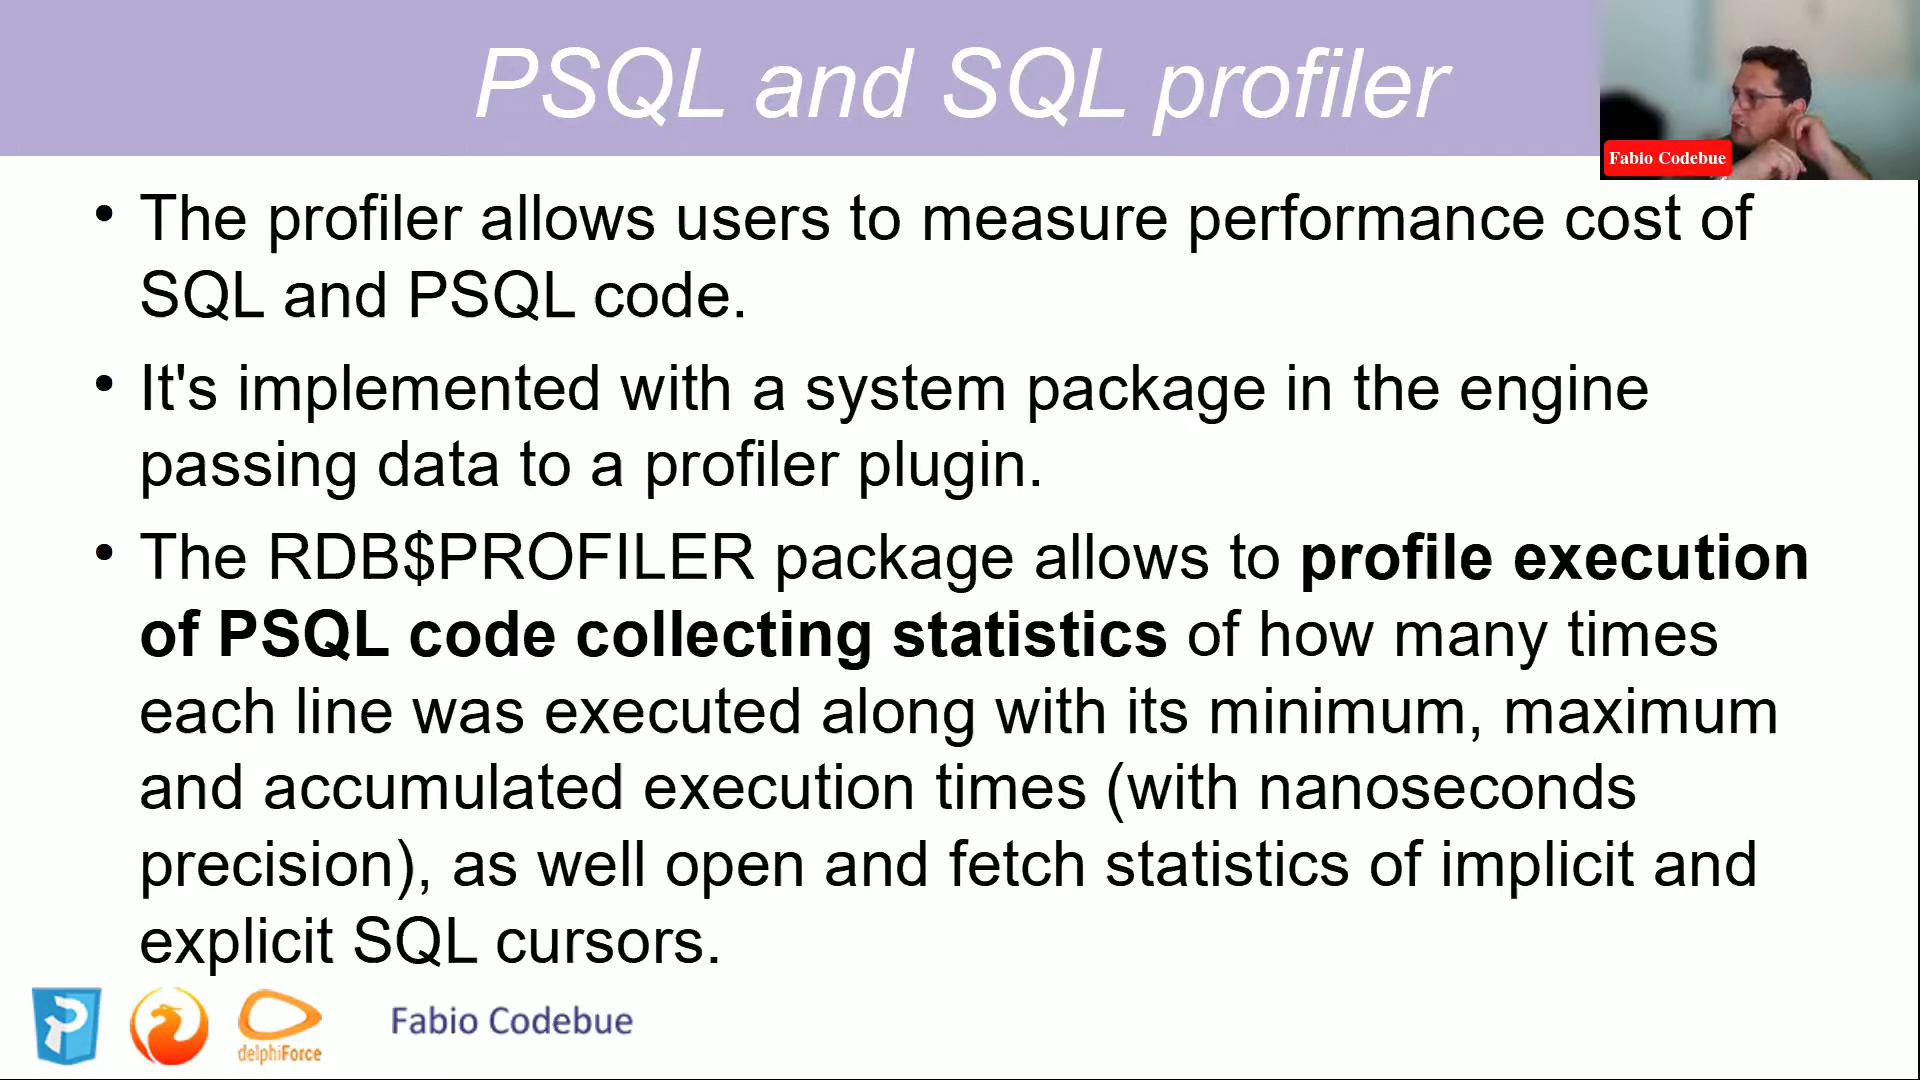 PSQL and SQL profiler
Fabio Codebue
• The profiler allows users to measure performance cost of
SQL and PSQL code.
• It's implemented with a system package in the engine
passing data to a profiler plugin.
• The RDB$PROFILER package allows to profile execution
of PSQL code collecting statistics of how many times
each line was executed along with its minimum, maximum
and accumulated execution times (with nanoseconds
precision), as well open and fetch statistics of implicit and
explicit SQL cursors.
delphiForce
Fabio Codebue